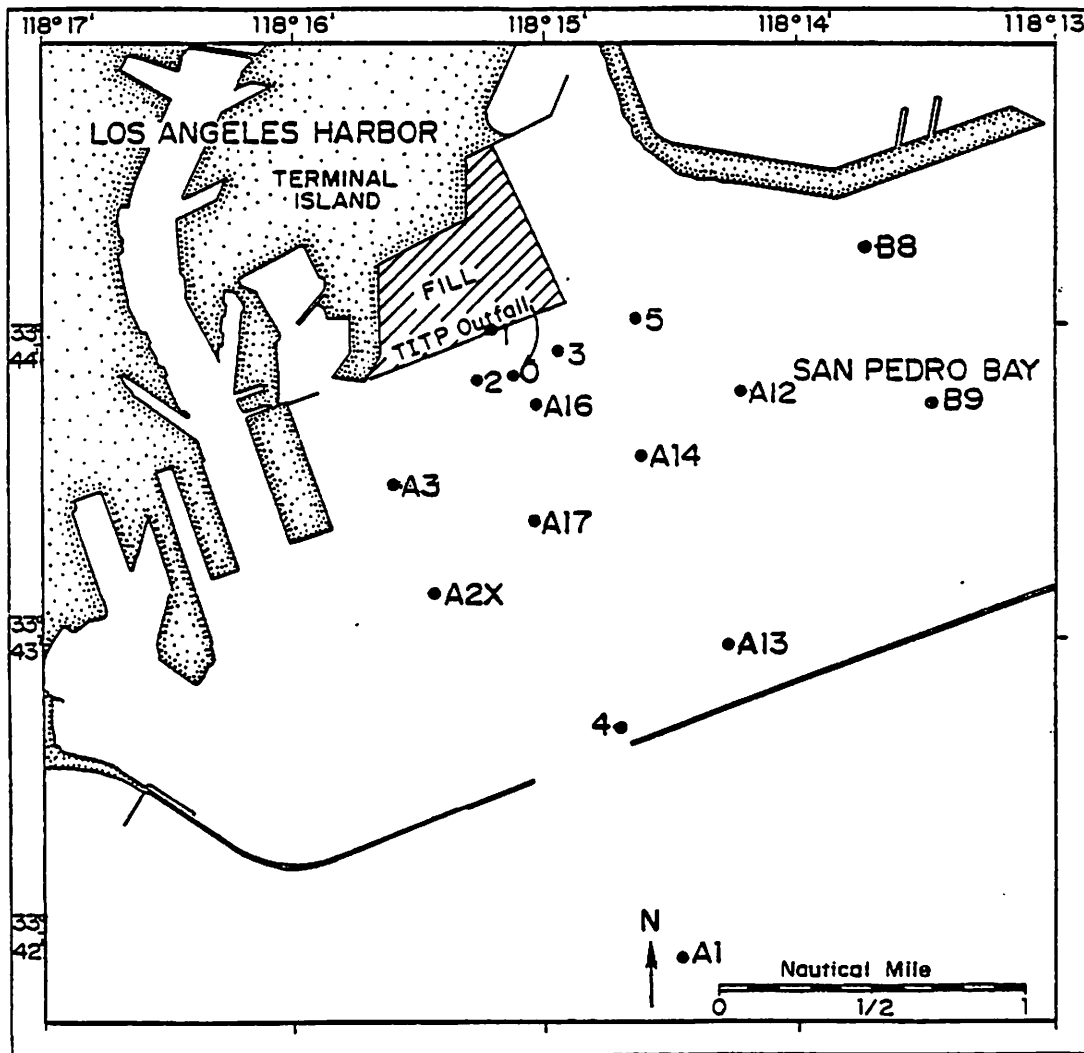 118° 17' 118° 16' 118° 15' 118° 14' 118° 13
LOS ANGELES HARBOR
TERMINAL
ISLAND
B8
FILL
TITP Outfall
5
33°
44'
1
3
6
2
SAN PEDRO BAY
A12
B9
A16
A14
A3
A17
A2X
33°
43'
A13
4
33°
42'
N
A1
Nautical Mile
0 1/2 1